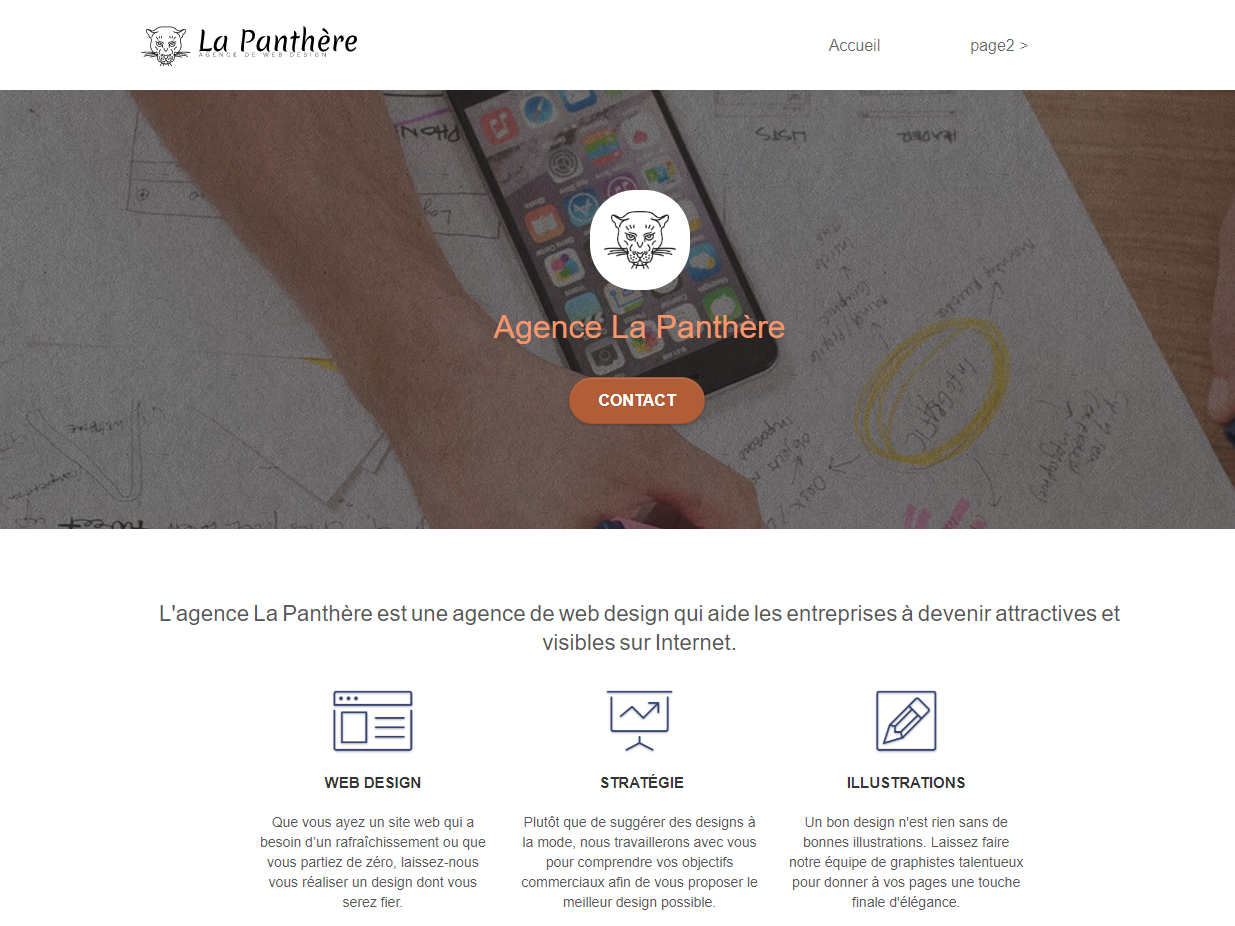 La Panthère
AGENCE DE WEB DESIGN
Accueil
page2 >
PHON
LISTS
HEADER
Agence La Panthère
CONTACT
INFOGRAFIC
L'agence La Panthère est une agence de web design qui aide les entreprises à devenir attractives et
visibles sur Internet.
WEB DESIGN
Que vous ayez un site web qui a
besoin d’un rafraîchissement ou que
vous partiez de zéro, laissez-nous
vous réaliser un design dont vous
serez fier.
STRATÉGIE
Plutôt que de suggérer des designs à
la mode, nous travaillerons avec vous
pour comprendre vos objectifs
commerciaux afin de vous proposer le
meilleur design possible.
ILLUSTRATIONS
Un bon design n'est rien sans de
bonnes illustrations. Laissez faire
notre équipe de graphistes talentueux
pour donner à vos pages une touche
finale d'élégance.